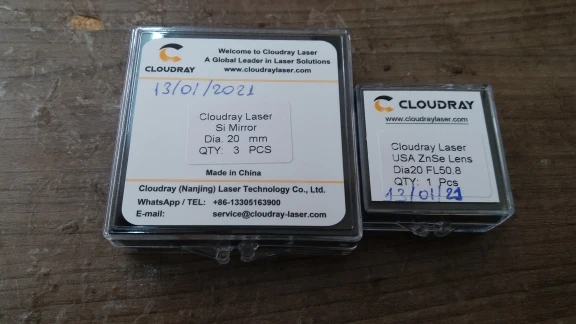 Welcome to Cloudray Laser
A Global Leader in Laser Solutions
www.cloudraylaser.com
CLOUDRAY
13/01/2021
Cloudray Laser
Si Mirror
Dia. 20 mm
QTY: 3 PCS
Made in China
Cloudray (Nanjing) Laser Technology Co., Ltd.
WhatsApp / TEL: +86-13305163900
E-mail: service@cloudray-laser.com
CLOUDRAY
www.cloudraylaser.com
Cloudray Laser
USA ZnSe Lens
Dia20 FL50.8
QTY: 1 Pcs
13/01/21